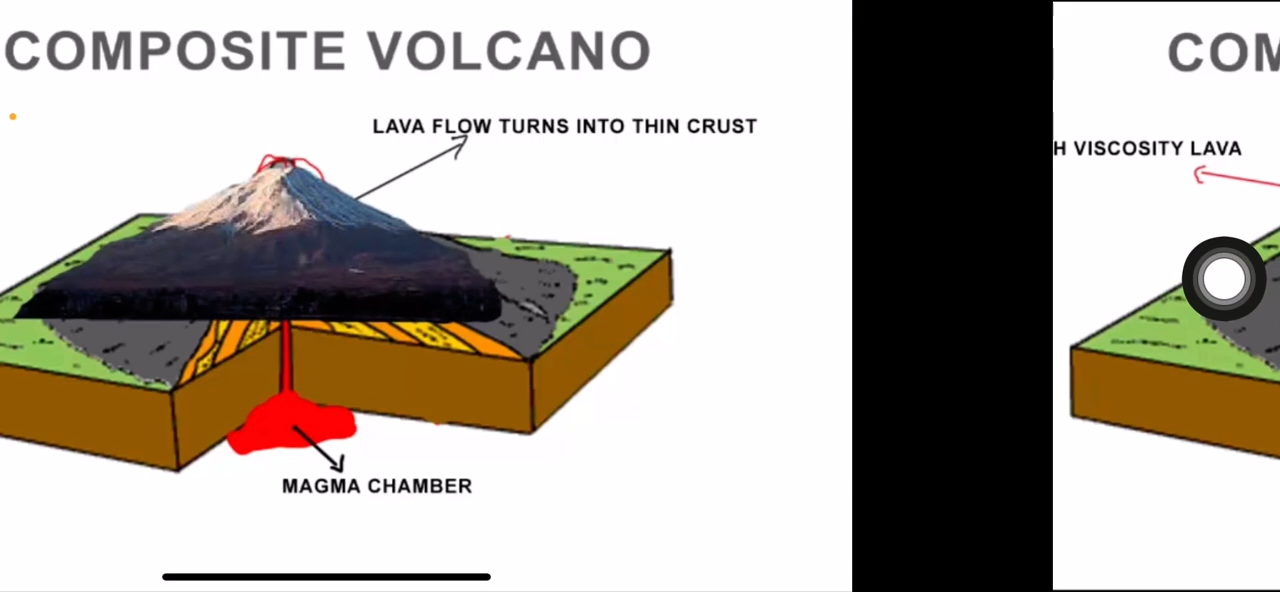 COMPOSITE VOLCANO
LAVA FLOW TURNS INTO THIN CRUST
MAGMA CHAMBER
COM
H VISCOSITY LAVA